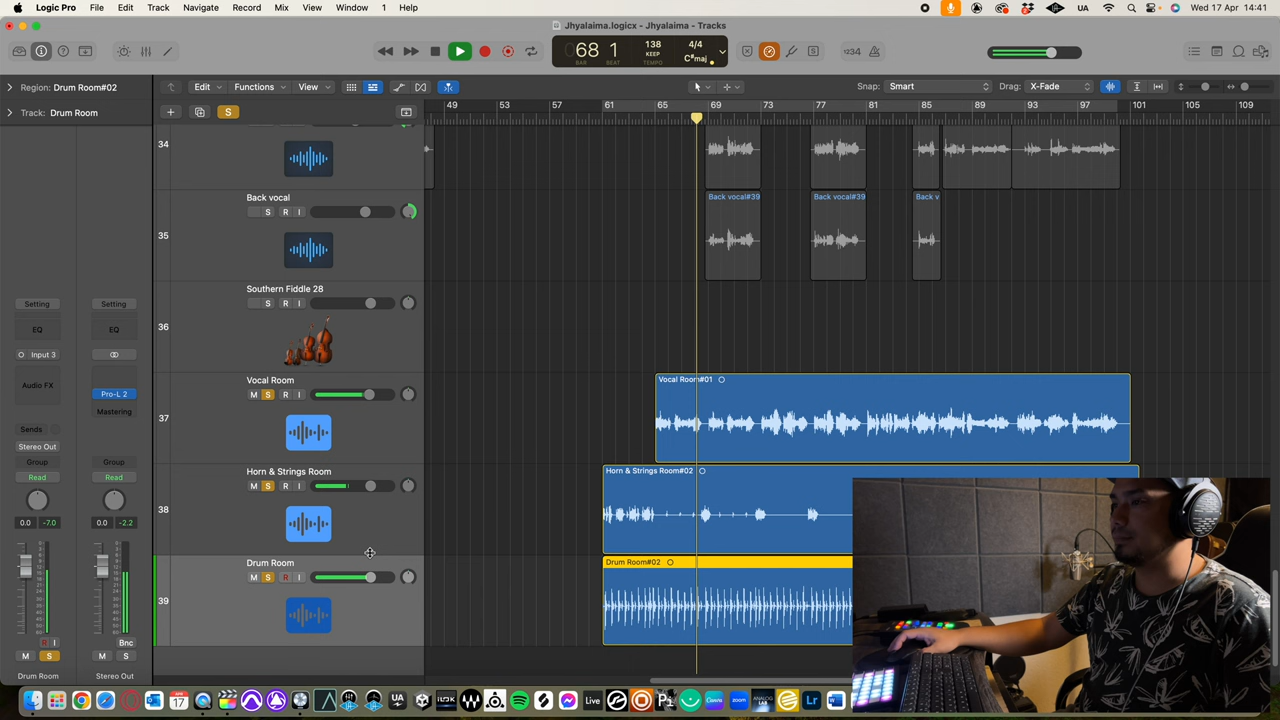 Logic Pro File Edit Track Navigate Record Mix View Window 1 Help UA Wed 17 Apr 14:41
Jhyalaima.logicx - Jhyalaima - Tracks
68 1 138 4/4
KEEP C#maj
BAR BEAT TEMPO
1234
Region: Drum Room#02
Track: Drum Room
Edit Functions View Snap: Smart Drag: X-Fade
S
49 53 57 61 65 69 73 77 81 85 89 93 97 101 105 109
34
Back vocal
S R I
35
Back vocal#39 Back vocal#39 Back v
Southern Fiddle 28
S R I
36
Vocal Room
M S R I
37
Vocal Room#01
Horn & Strings Room
M S R I
38
Horn & Strings Room#02
Drum Room
M S R I
39
Drum Room#02
Setting Setting
EQ EQ
Input 3
Audio FX Pro-L 2
Mastering
Sends
Stereo Out
Group Group
Read Read
0.0 -7.0 0.0 -2.2
R I Bnc
M S M S
Drum Room Stereo Out